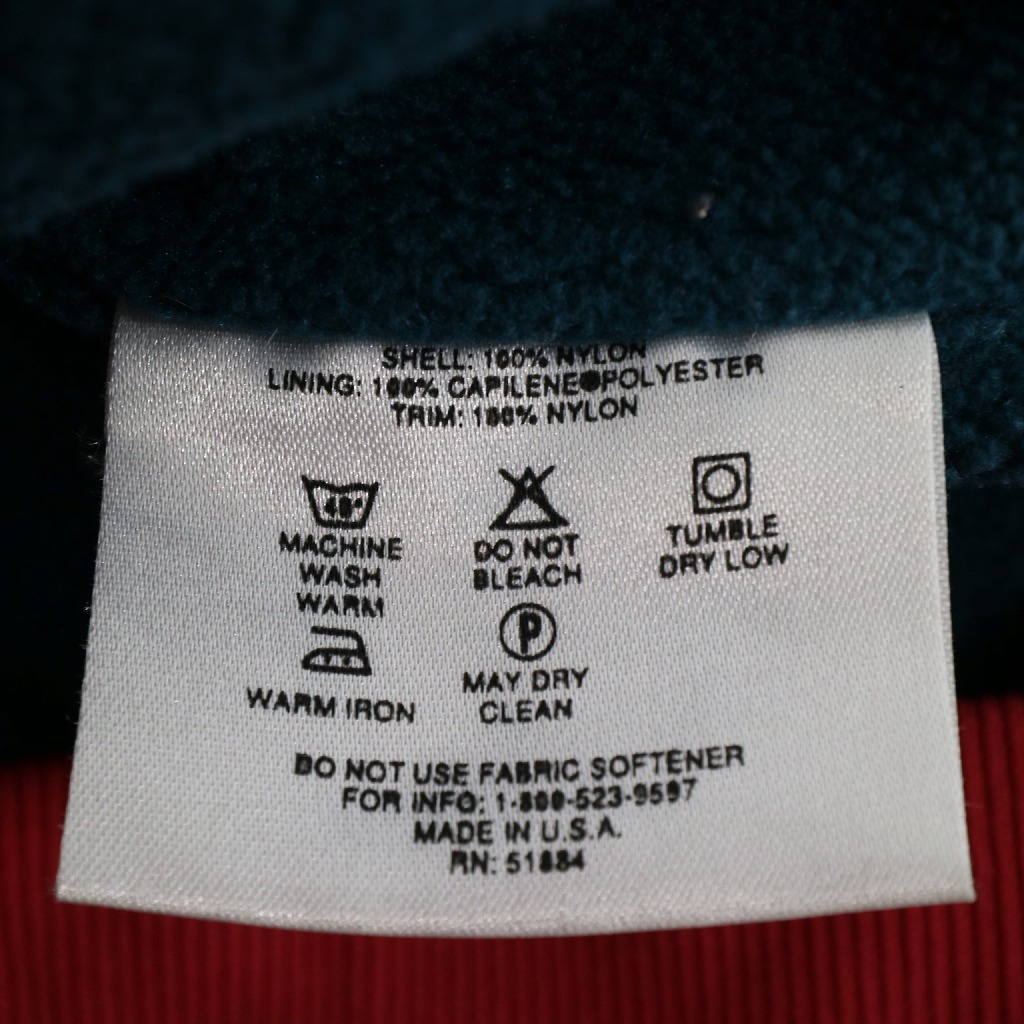 SHELL: 100% NYLON
LINING: 100% CAPILENE®POLYESTER
TRIM: 100% NYLON
40°
MACHINE
WASH
WARM
DO NOT
BLEACH
TUMBLE
DRY LOW
WARM IRON
P
MAY DRY
CLEAN
DO NOT USE FABRIC SOFTENER
FOR INFO: 1-800-523-9597
MADE IN U.S.A.
RN: 51884